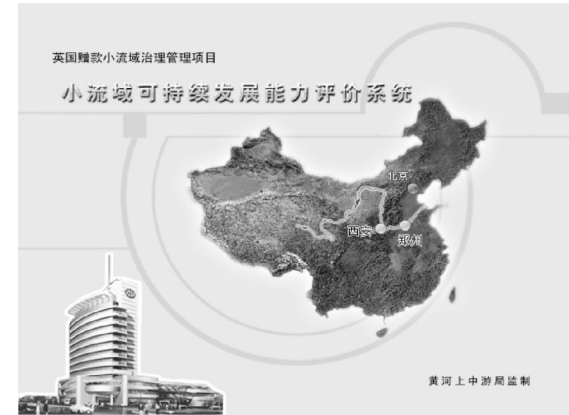 英国赠款小流域治理管理项目
小流域可持续发展能力评价系统
北京
西安
郑州
黄河上中游局监制